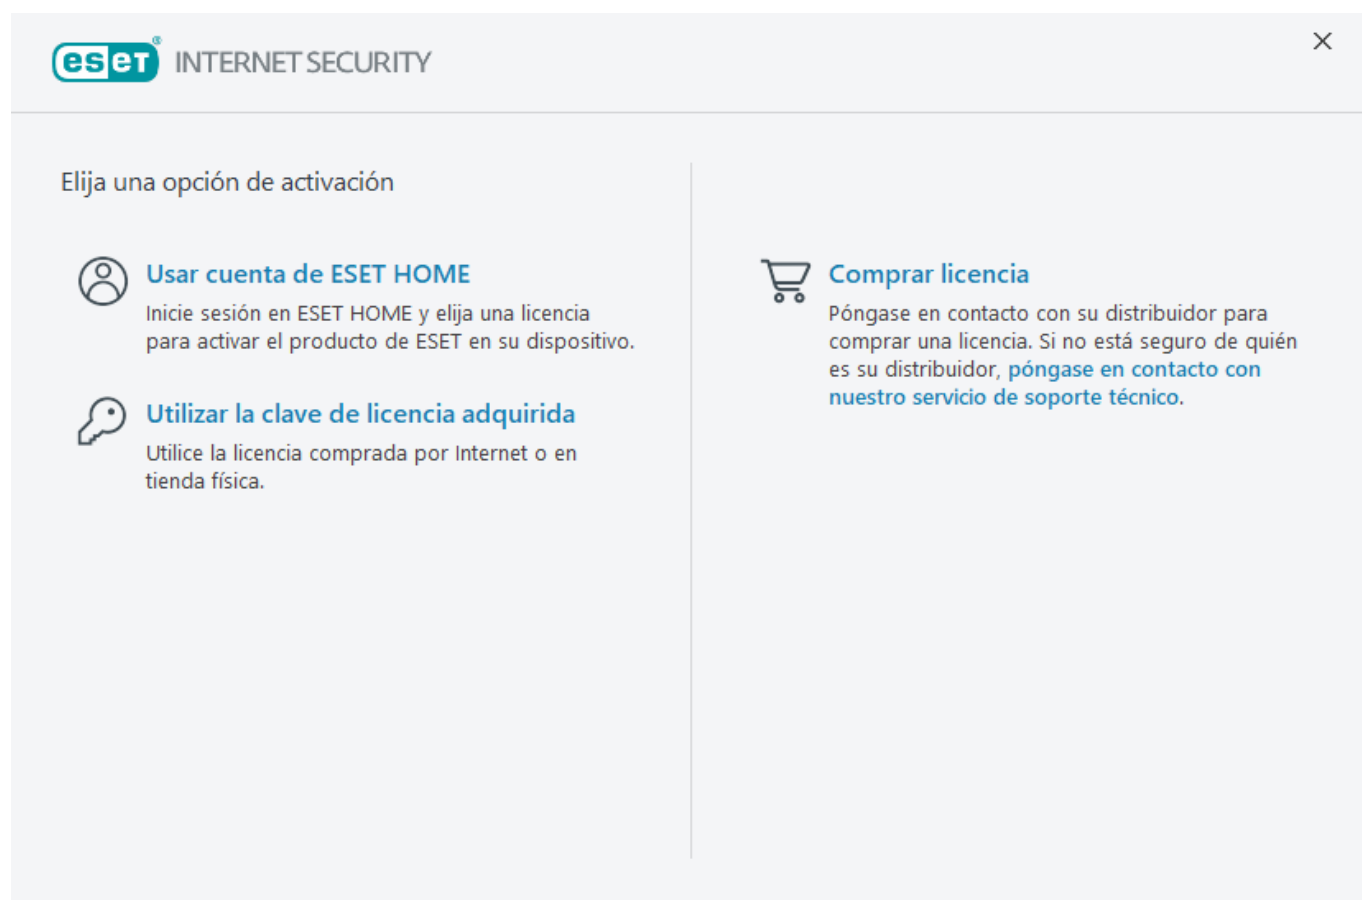 eset® INTERNET SECURITY
Elija una opción de activación
Usar cuenta de ESET HOME
Inicie sesión en ESET HOME y elija una licencia
para activar el producto de ESET en su dispositivo.
Utilizar la clave de licencia adquirida
Utilice la licencia comprada por Internet o en
tienda física.
Comprar licencia
Póngase en contacto con su distribuidor para
comprar una licencia. Si no está seguro de quién
es su distribuidor, póngase en contacto con
nuestro servicio de soporte técnico.